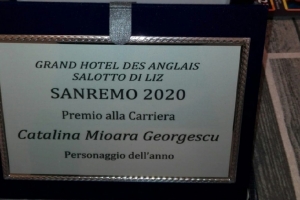 GRAND HOTEL DES ANGLAIS
SALOTTO DI LIZ
SANREMO 2020
Premio alla Carriera
Catalina Mioara Georgescu
Personaggio dell'anno